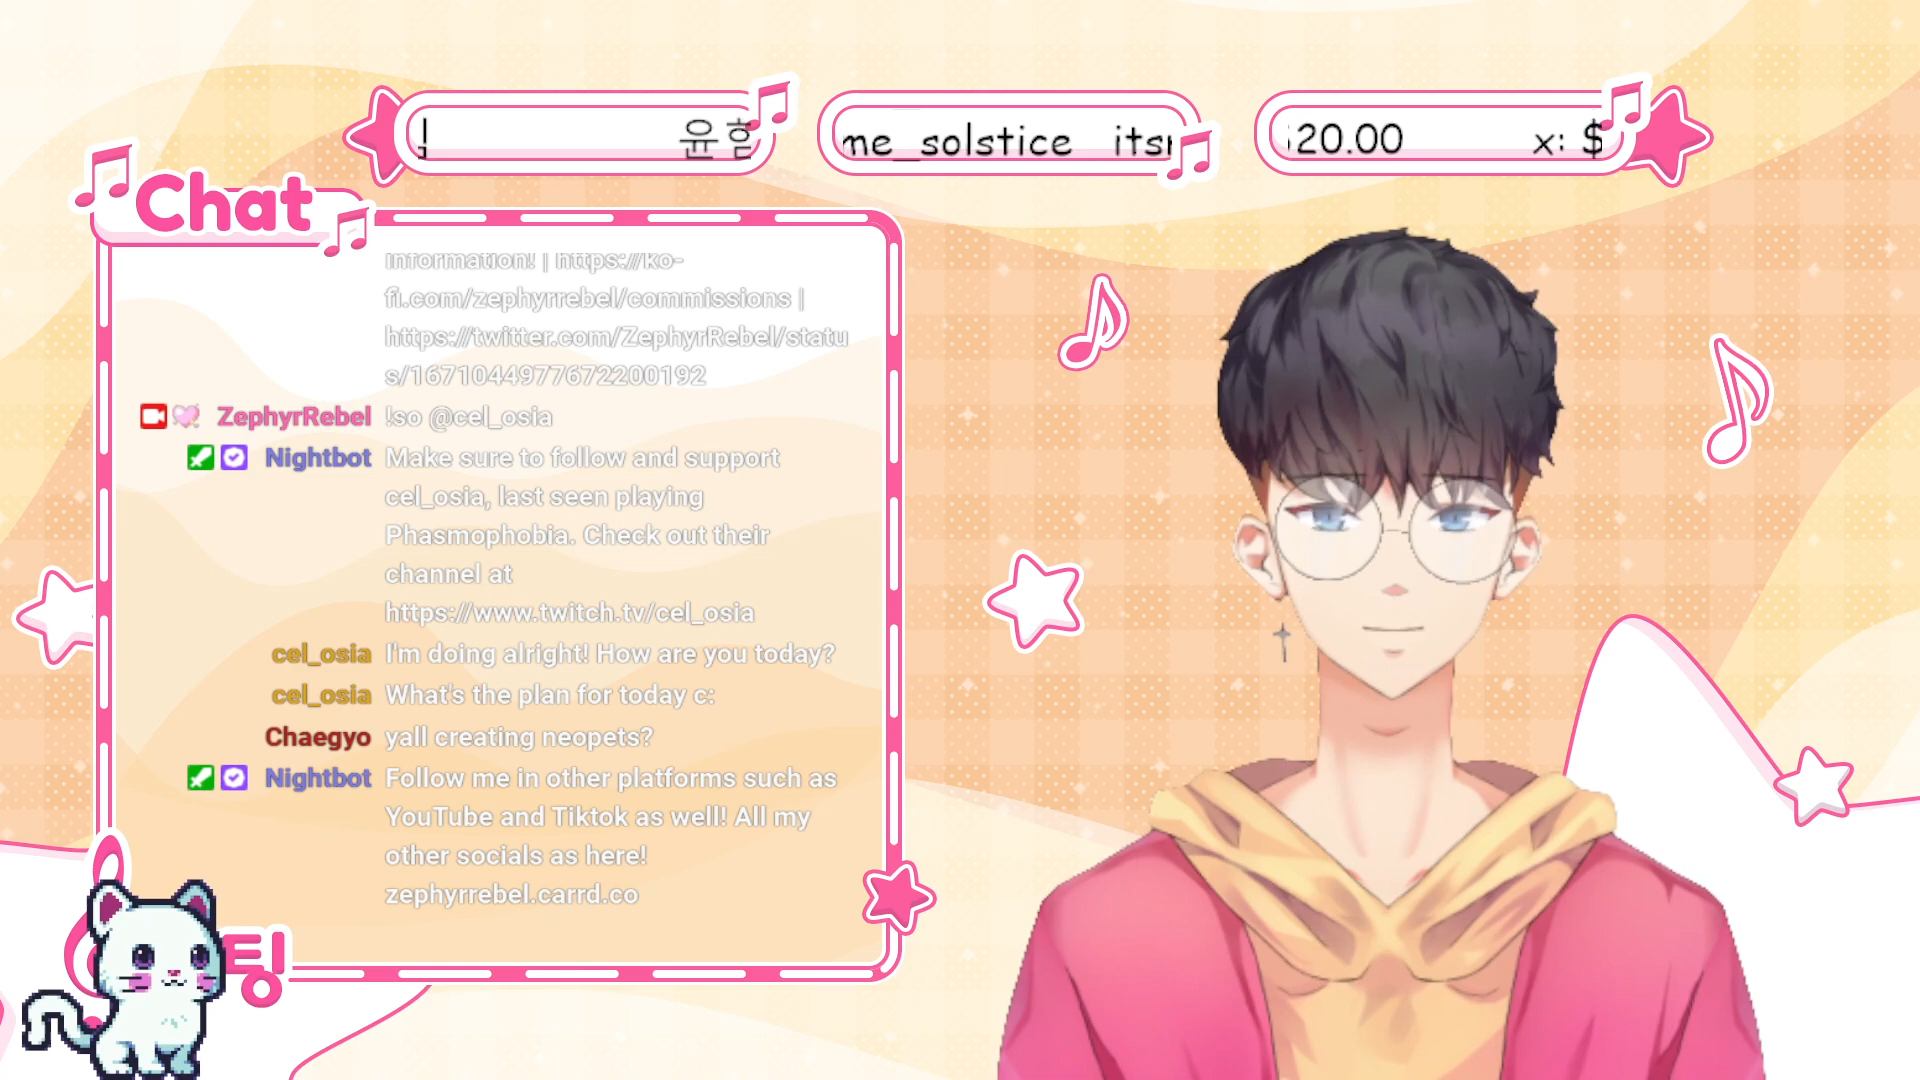 윤함
me_solstice its
20.00 x: $
Chat
information! | https://ko-
fi.com/zephyrrebel/commissions |
https://twitter.com/ZephyrRebel/statu
s/1671044977672200192
ZephyrRebel !so @cel_osia
Nightbot Make sure to follow and support
cel_osia, last seen playing
Phasmophobia. Check out their
channel at
https://www.twitch.tv/cel_osia
cel_osia I'm doing alright! How are you today?
cel_osia What's the plan for today c:
Chaegyo yall creating neopets?
Nightbot Follow me in other platforms such as
YouTube and Tiktok as well! All my
other socials as here!
zephyrrebel.carrd.co
팅